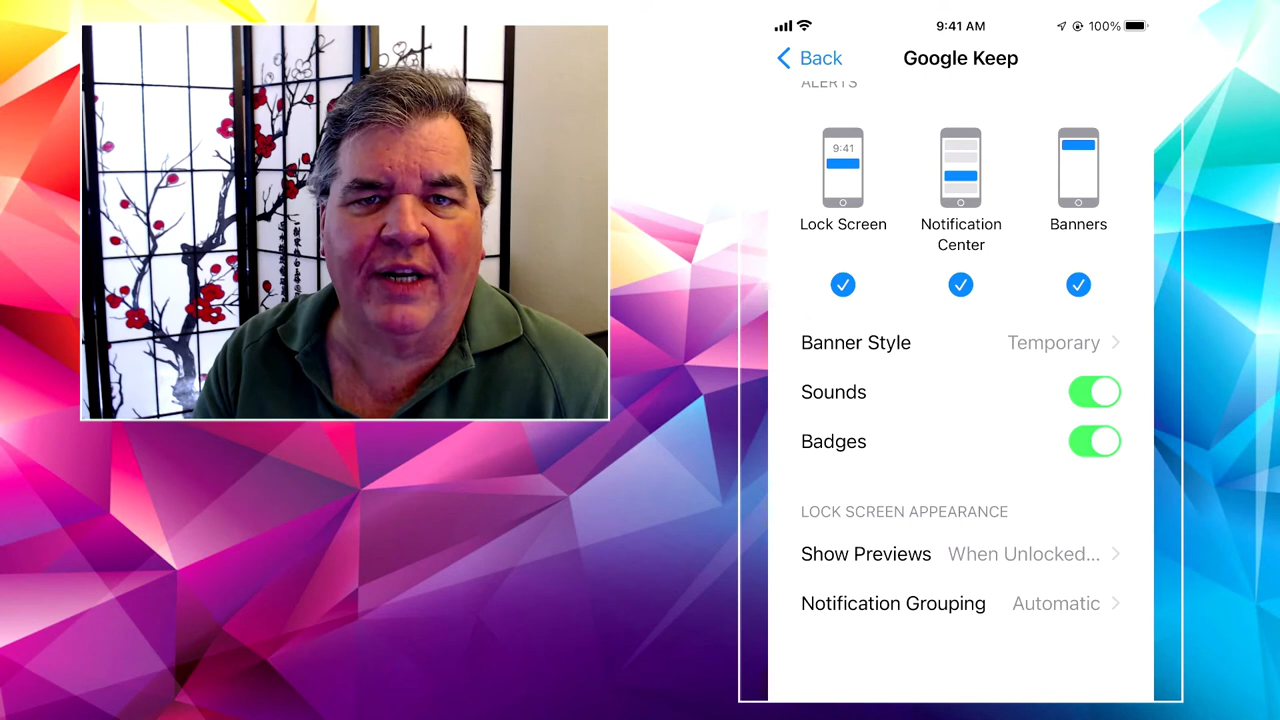 9:41 AM
100%
Back
Google Keep
ALERTS
9:41
Lock Screen
Notification
Center
Banners
Banner Style
Temporary
Sounds
Badges
LOCK SCREEN APPEARANCE
Show Previews
When Unlocked...
Notification Grouping
Automatic